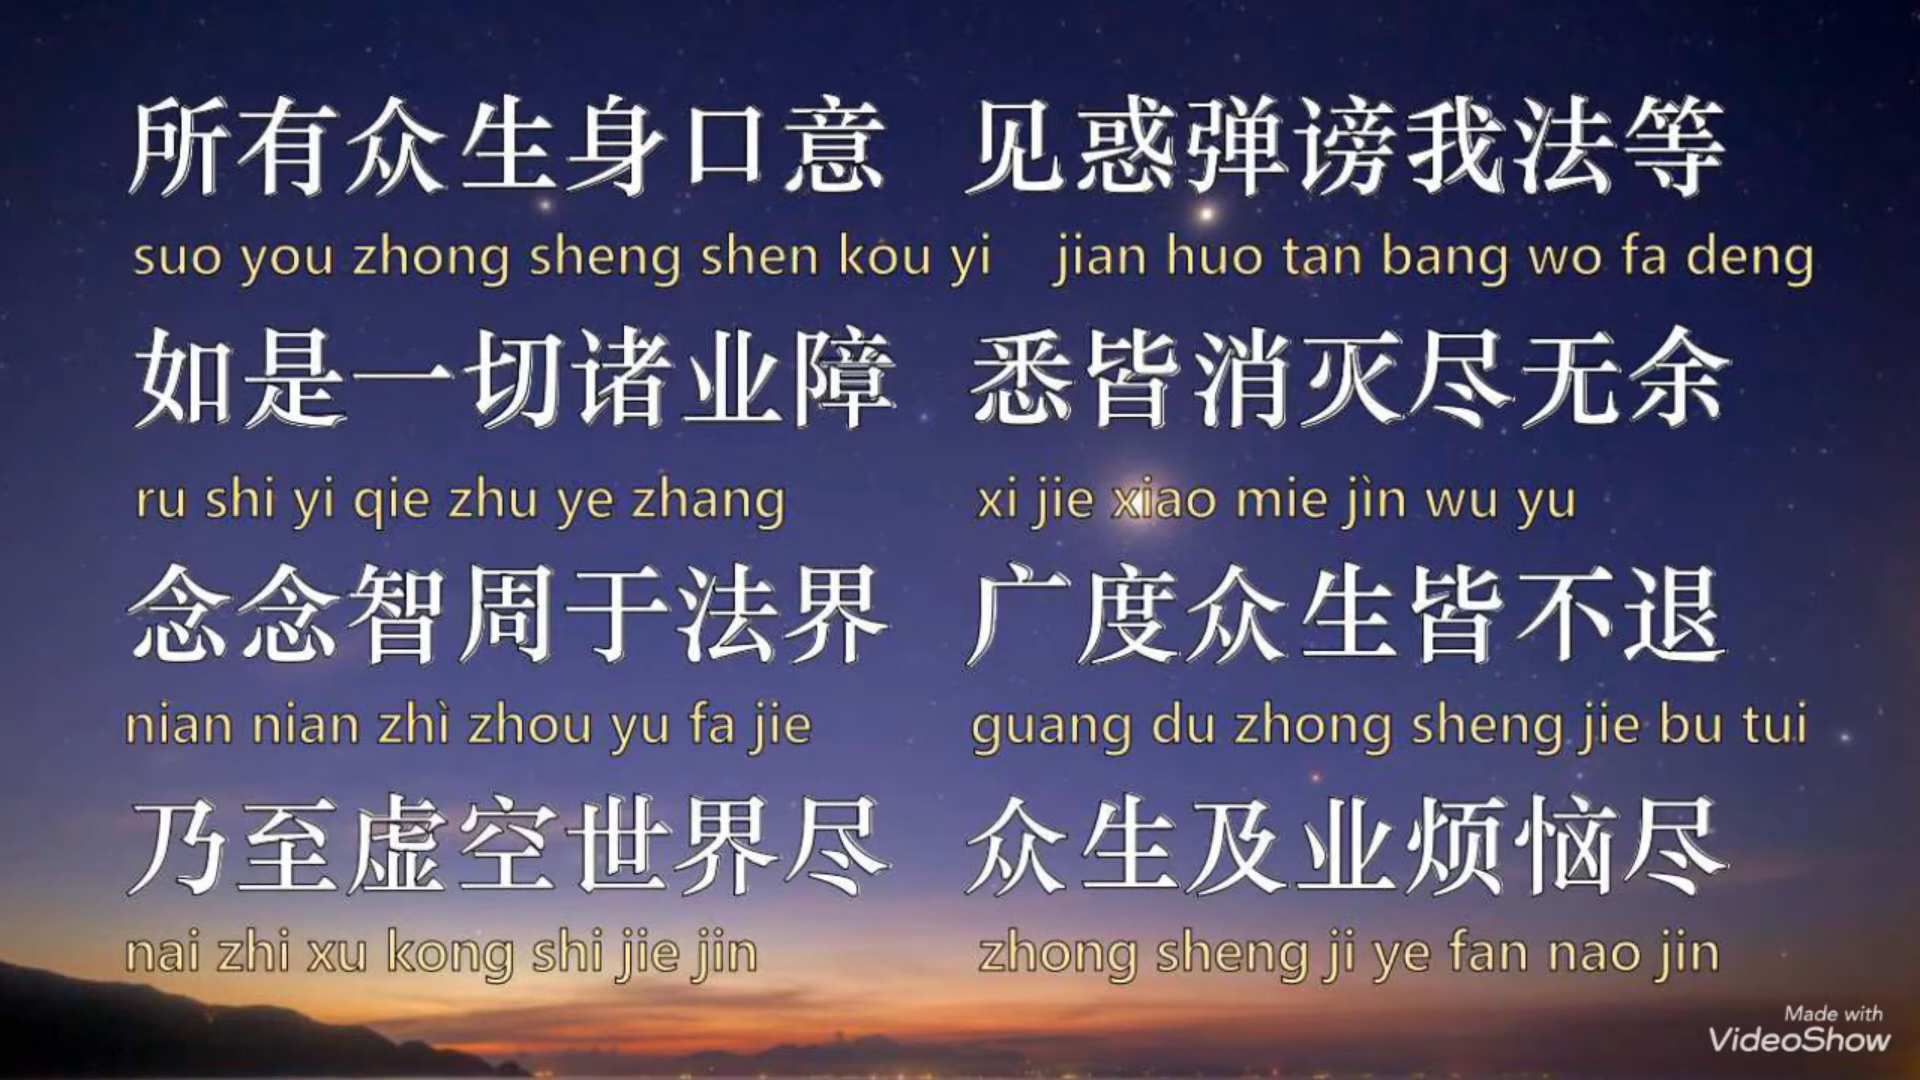 所有众生身口意 见惑弹谤我法等
suo you zhong sheng shen kou yi jian huo tan bang wo fa deng
如是一切诸业障 悉皆消灭尽无余
ru shi yi qie zhu ye zhang xi jie xiao mie jìn wu yu
念念智周于法界 广度众生皆不退
nian nian zhì zhou yu fa jie guang du zhong sheng jie bu tui
乃至虚空世界尽 众生及业烦恼尽
nai zhi xu kong shi jie jin zhong sheng ji ye fan nao jin
Made with
VideoShow